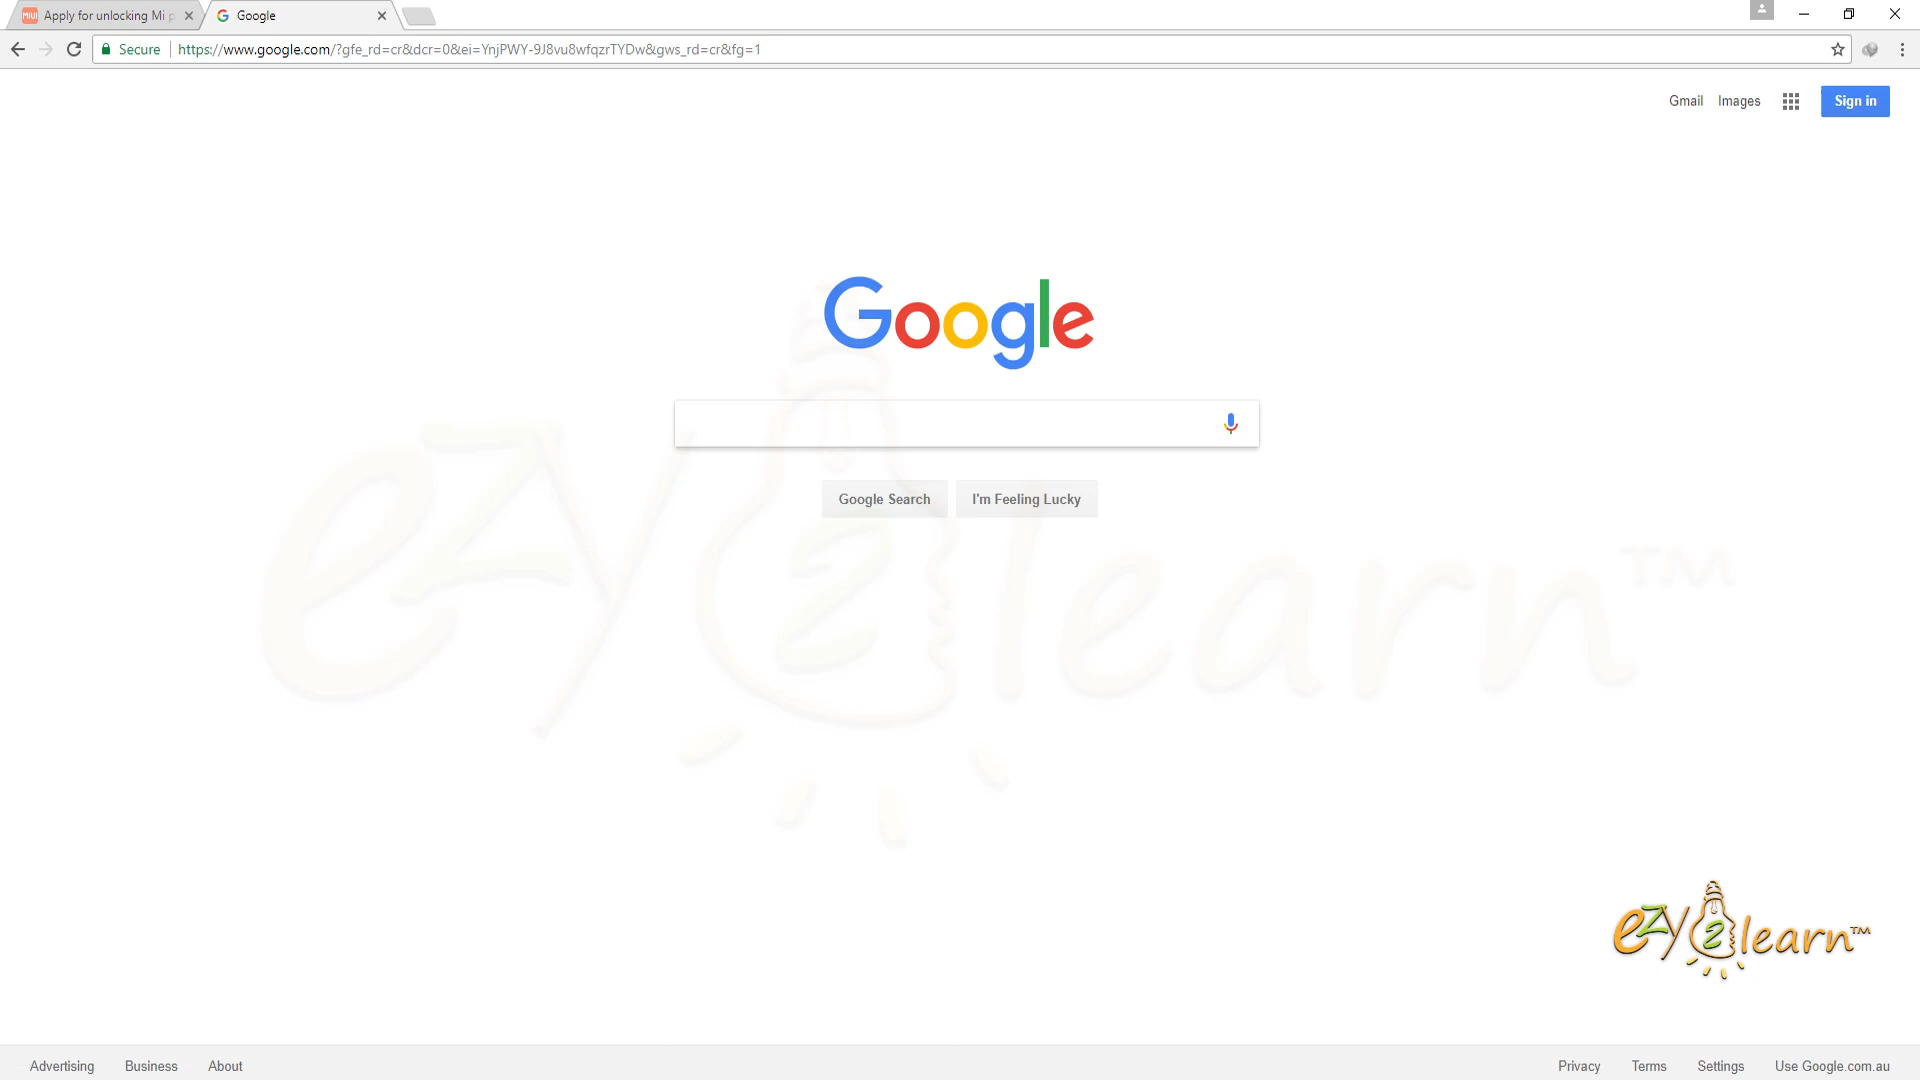 MIUI Apply for unlocking Mi p
Google
Secure https://www.google.com/?gfe_rd=cr&dcr=0&ei=YnjPWY-9J8vu8wfqzrTYDw&gws_rd=cr&fg=1
Gmail Images Sign in
Google
Google Search I'm Feeling Lucky
ezy2learn™
ezy2learn™
Advertising Business About Privacy Terms Settings Use Google.com.au